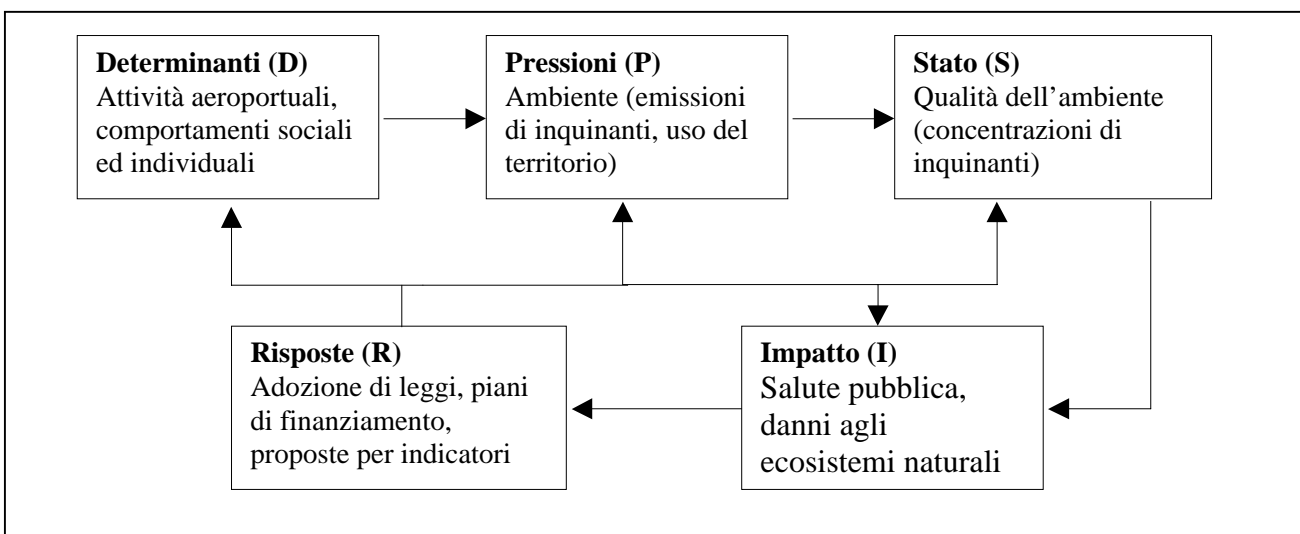 Determinanti (D)
Attività aeroportuali,
comportamenti sociali
ed individuali
Pressioni (P)
Ambiente (emissioni
di inquinanti, uso del
territorio)
Stato (S)
Qualità dell’ambiente
(concentrazioni di
inquinanti)
Risposte (R)
Adozione di leggi, piani
di finanziamento,
proposte per indicatori
Impatto (I)
Salute pubblica,
danni agli
ecosistemi naturali